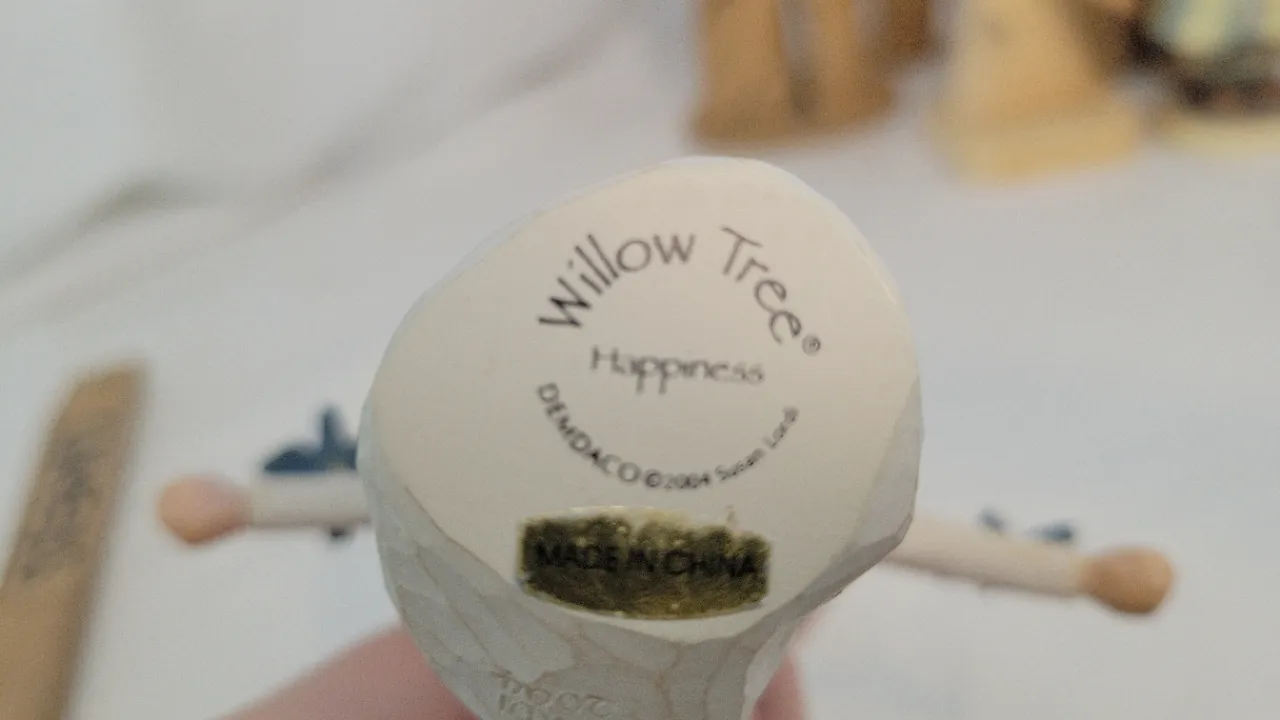 Willow Tree®
Happiness
DEMDACO ©2004 Susan Lordi
MADE IN CHINA